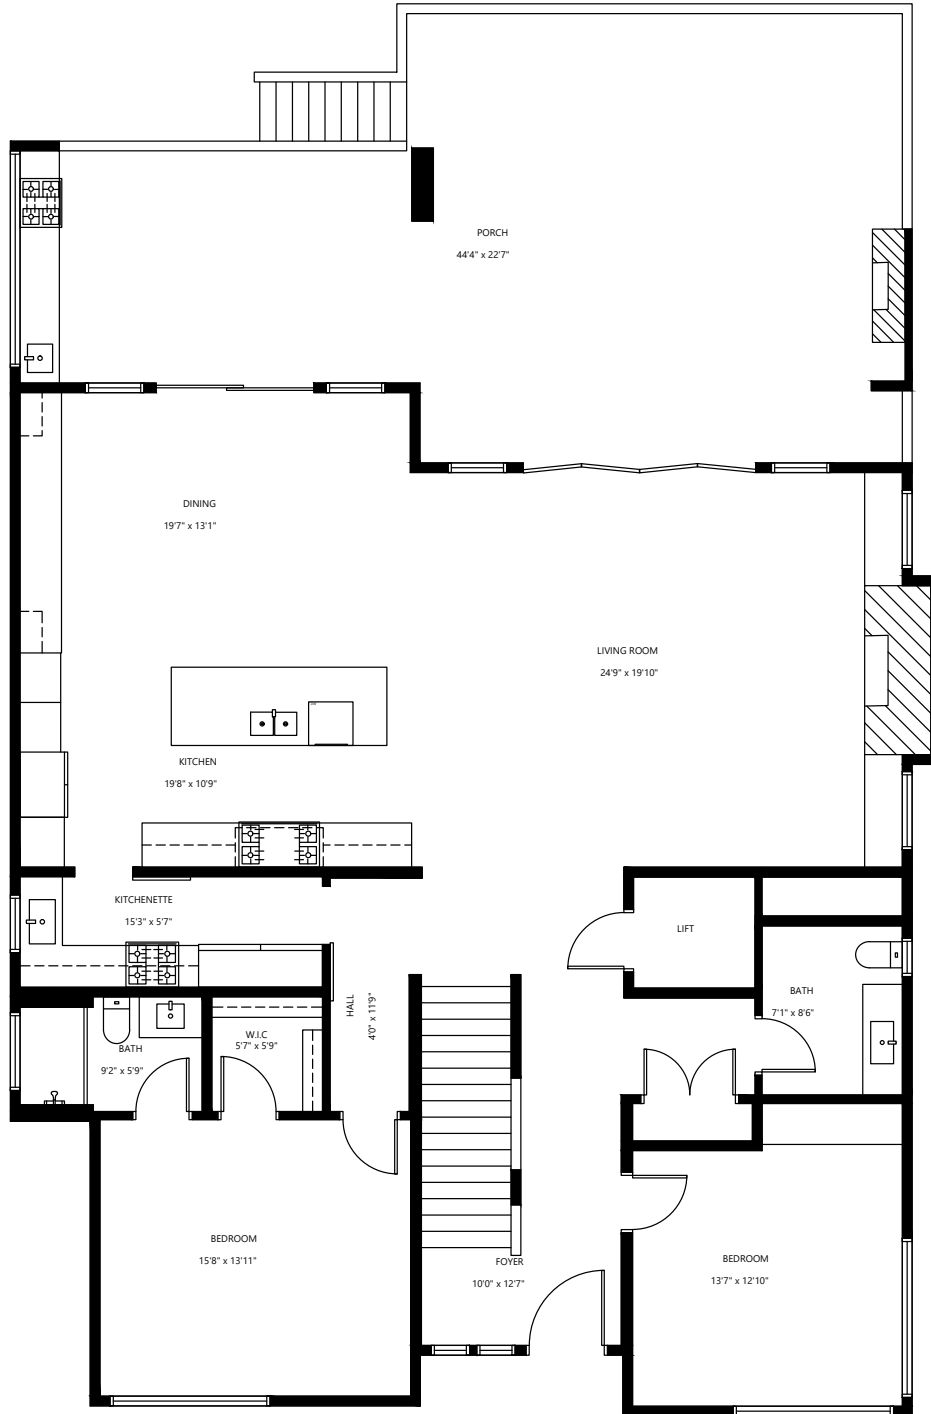 PORCH
44'4" x 22'7"
DINING
19'7" x 13'1"
LIVING ROOM
24'9" x 19'10"
KITCHEN
19'8" x 10'9"
KITCHENETTE
15'3" x 5'7"
LIFT
BATH
7'1" x 8'6"
HALL
4'0" x 11'9"
W.I.C
5'7" x 5'9"
BATH
9'2" x 5'9"
BEDROOM
15'8" x 13'11"
FOYER
10'0" x 12'7"
BEDROOM
13'7" x 12'10"